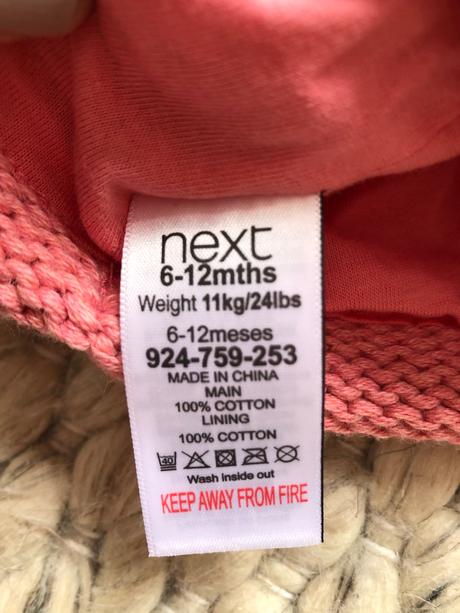 next
6-12mths
Weight 11kg/24lbs
6-12meses
924-759-253
MADE IN CHINA
MAIN
100% COTTON
LINING
100% COTTON
40
Wash inside out
KEEP AWAY FROM FIRE